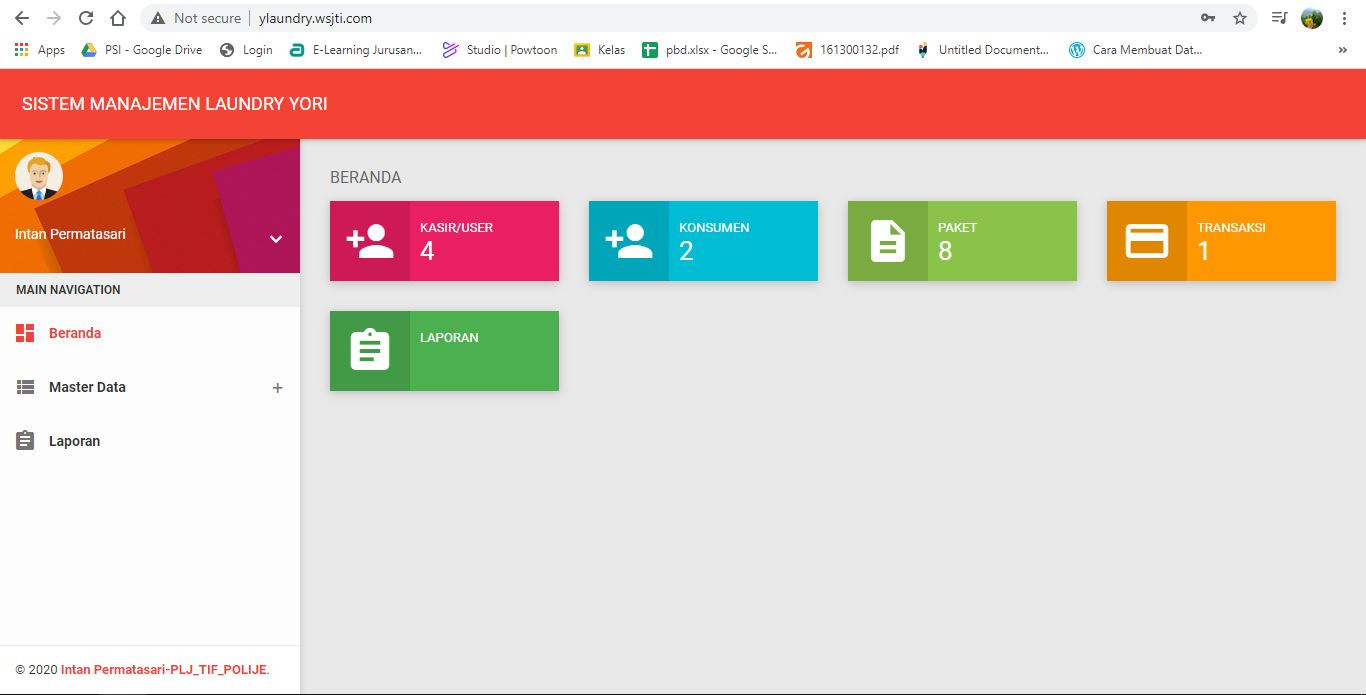 Not secure | ylaundry.wsjti.com
Apps PSI - Google Drive Login E-Learning Jurusan... Studio | Powtoon Kelas pbd.xlsx - Google S... 161300132.pdf Untitled Document... Cara Membuat Dat... »
SISTEM MANAJEMEN LAUNDRY YORI
Intan Permatasari
MAIN NAVIGATION
Beranda
Master Data +
Laporan
© 2020 Intan Permatasari-PLJ_TIF_POLIJE.
BERANDA
KASIR/USER
4
KONSUMEN
2
PAKET
8
TRANSAKSI
1
LAPORAN